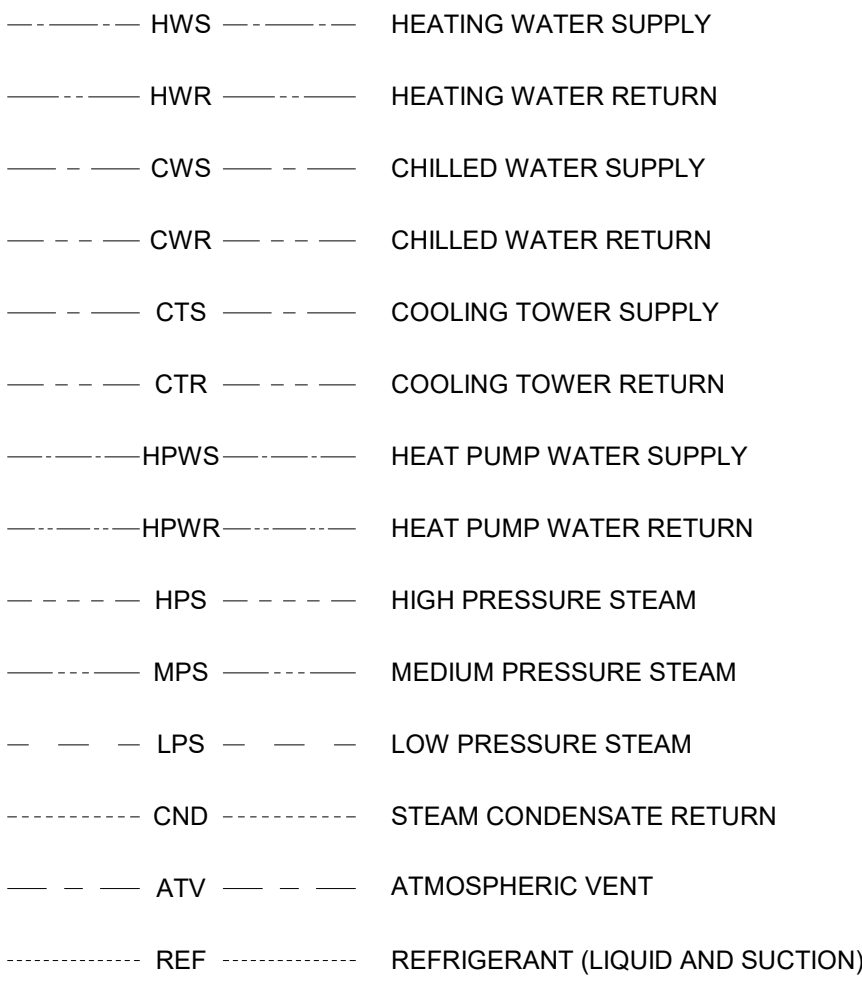 HWS HEATING WATER SUPPLY
HWR HEATING WATER RETURN
CWS CHILLED WATER SUPPLY
CWR CHILLED WATER RETURN
CTS COOLING TOWER SUPPLY
CTR COOLING TOWER RETURN
HPWS HEAT PUMP WATER SUPPLY
HPWR HEAT PUMP WATER RETURN
HPS HIGH PRESSURE STEAM
MPS MEDIUM PRESSURE STEAM
LPS LOW PRESSURE STEAM
CND STEAM CONDENSATE RETURN
ATV ATMOSPHERIC VENT
REF REFRIGERANT (LIQUID AND SUCTION)